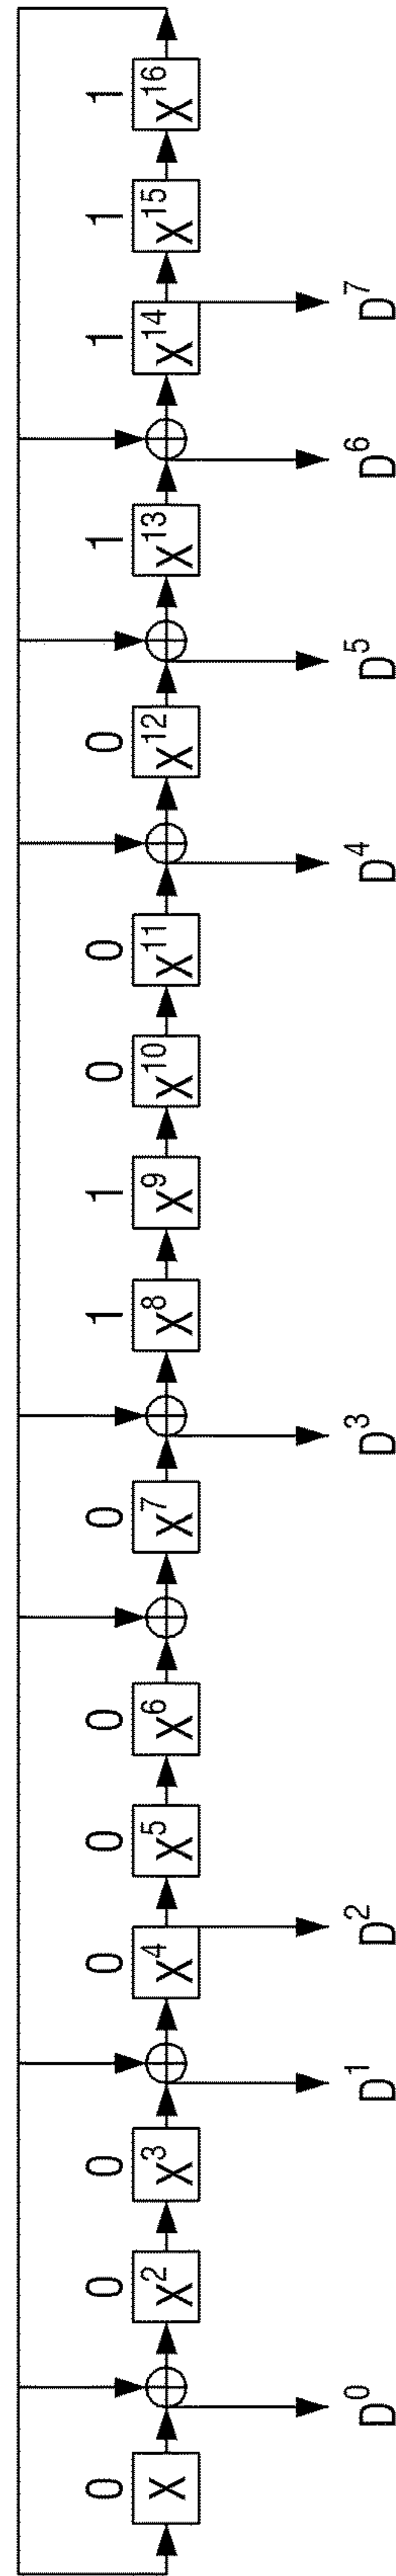 0 0 0 0 0 0 0 1 1 0 0 0 1 1 1 1
X X² X³ X⁴ X⁵ X⁶ X⁷ X⁸ X⁹ X¹⁰ X¹¹ X¹² X¹³ X¹⁴ X¹⁵ X¹⁶
D⁰ D¹ D² D³ D⁴ D⁵ D⁶ D⁷